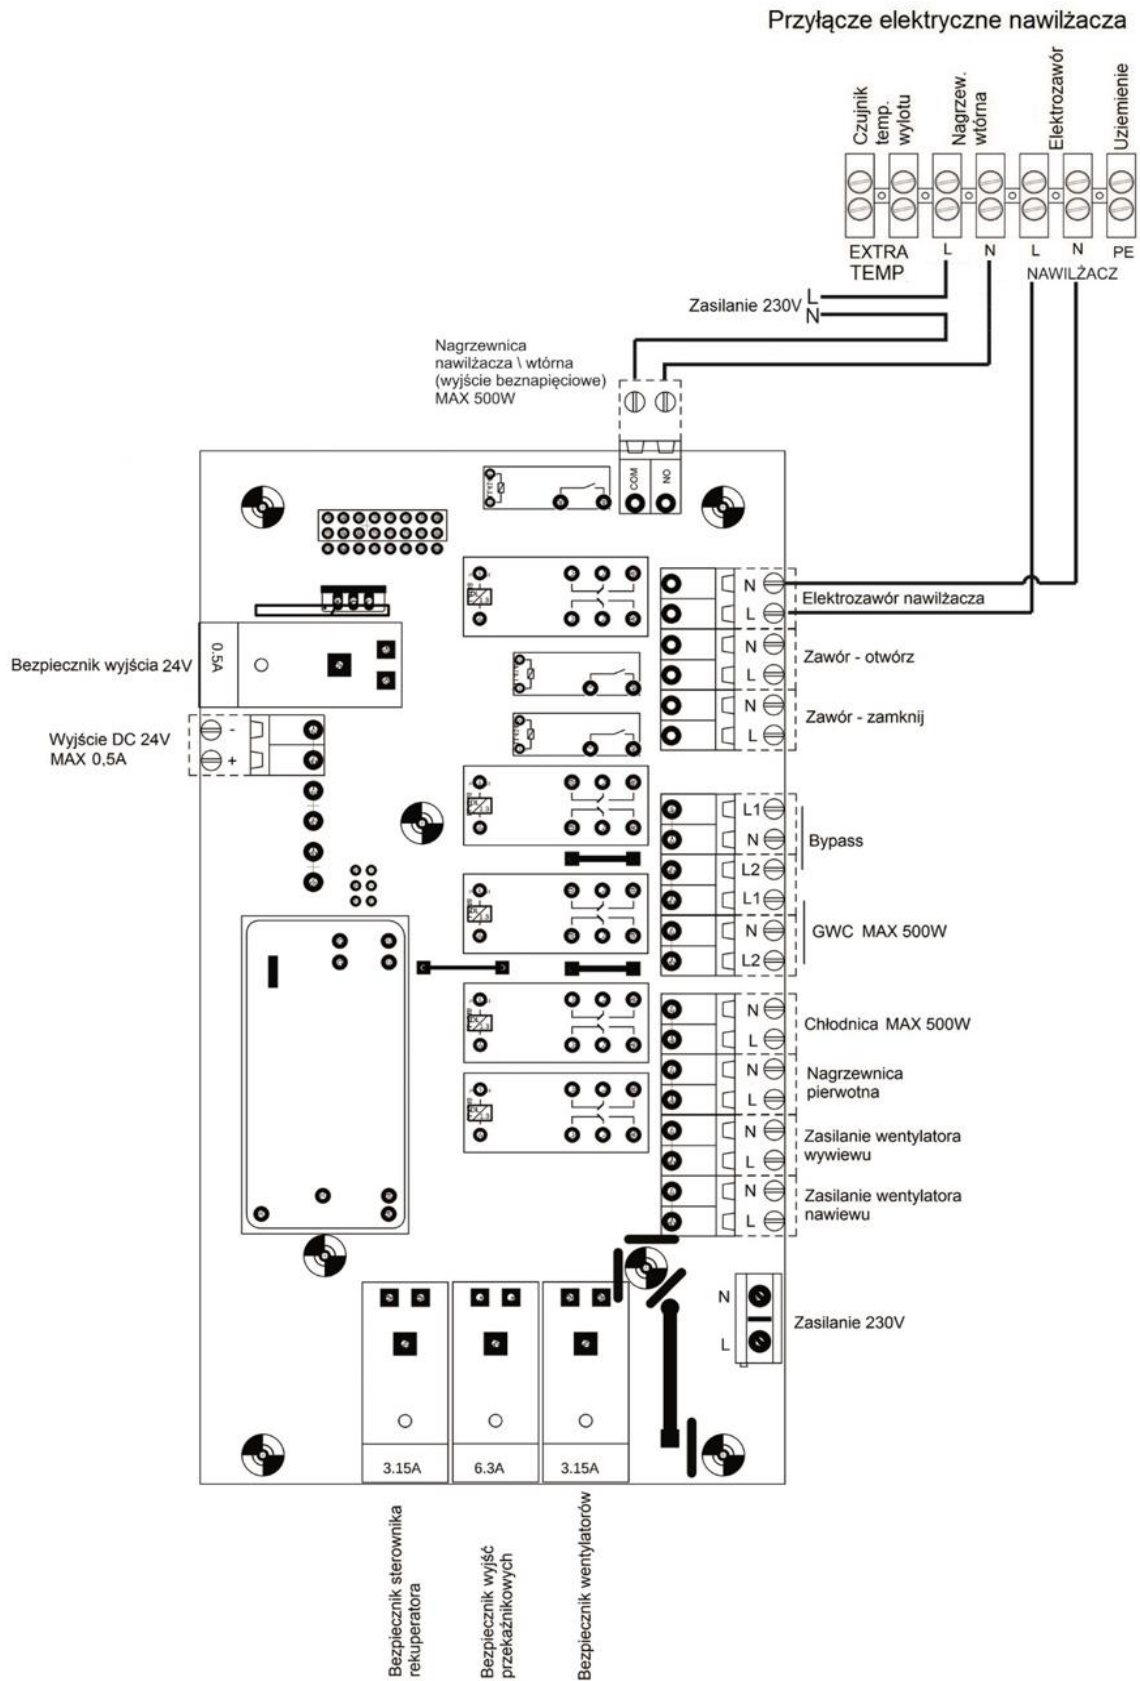 Przyłącze elektryczne nawilżacza
Czujnik
temp.
wylotu
Nagrzew.
wtórna
Elektrozawór
Uziemienie
EXTRA
TEMP
L
N
L
N
PE
NAWILŻACZ
Zasilanie 230V
L
N
Nagrzewnica
nawilżacza \ wtórna
(wyjście beznapięciowe)
MAX 500W
COM
NO
N
L
Elektrozawór nawilżacza
N
L
Zawór - otwórz
N
L
Zawór - zamknij
Bezpiecznik wyjścia 24V
0.5A
Wyjście DC 24V
MAX 0,5A
-
+
L1
N
L2
Bypass
L1
N
L2
GWC MAX 500W
N
L
Chłodnica MAX 500W
N
L
Nagrzewnica
pierwotna
N
L
Zasilanie wentylatora
wywiewu
N
L
Zasilanie wentylatora
nawiewu
N
L
Zasilanie 230V
3.15A
6.3A
3.15A
Bezpiecznik sterownika
rekuperatora
Bezpiecznik wyjść
przekaźnikowych
Bezpiecznik wentylatorów